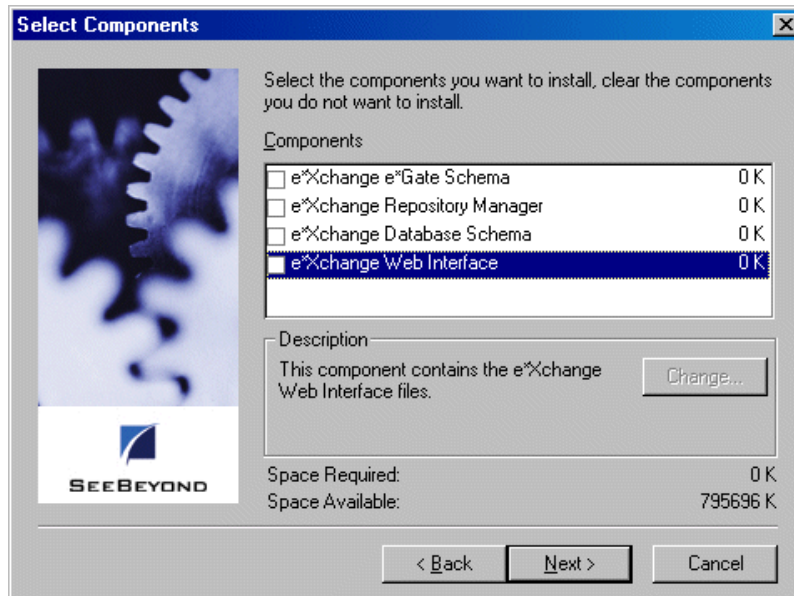 Select Components
Select the components you want to install, clear the components
you do not want to install.
Components
e*Xchange e*Gate Schema 0 K
e*Xchange Repository Manager 0 K
e*Xchange Database Schema 0 K
e*Xchange Web Interface 0 K
Description
This component contains the e*Xchange
Web Interface files.
Change...
SEEBEYOND
Space Required: 0 K
Space Available: 795696 K
< Back Next > Cancel